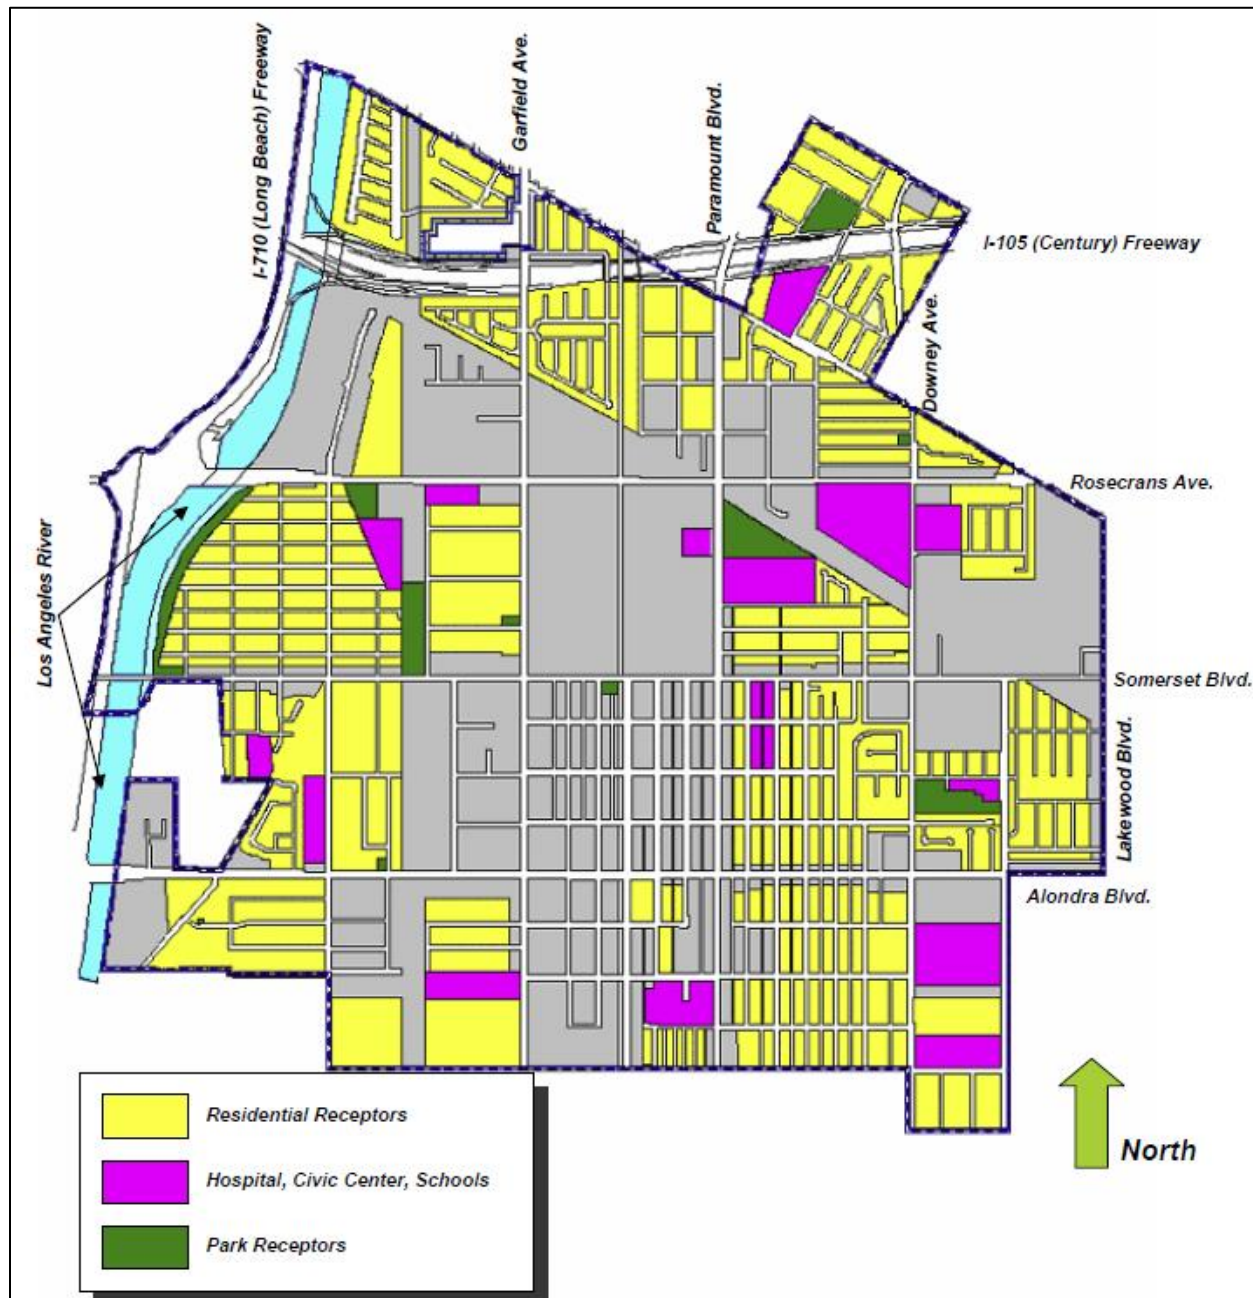 I-710 (Long Beach) Freeway
Garfield Ave.
Paramount Blvd.
I-105 (Century) Freeway
Downey Ave.
Rosecrans Ave.
Los Angeles River
Somerset Blvd.
Lakewood Blvd.
Alondra Blvd.
Residential Receptors
Hospital, Civic Center, Schools
Park Receptors
North